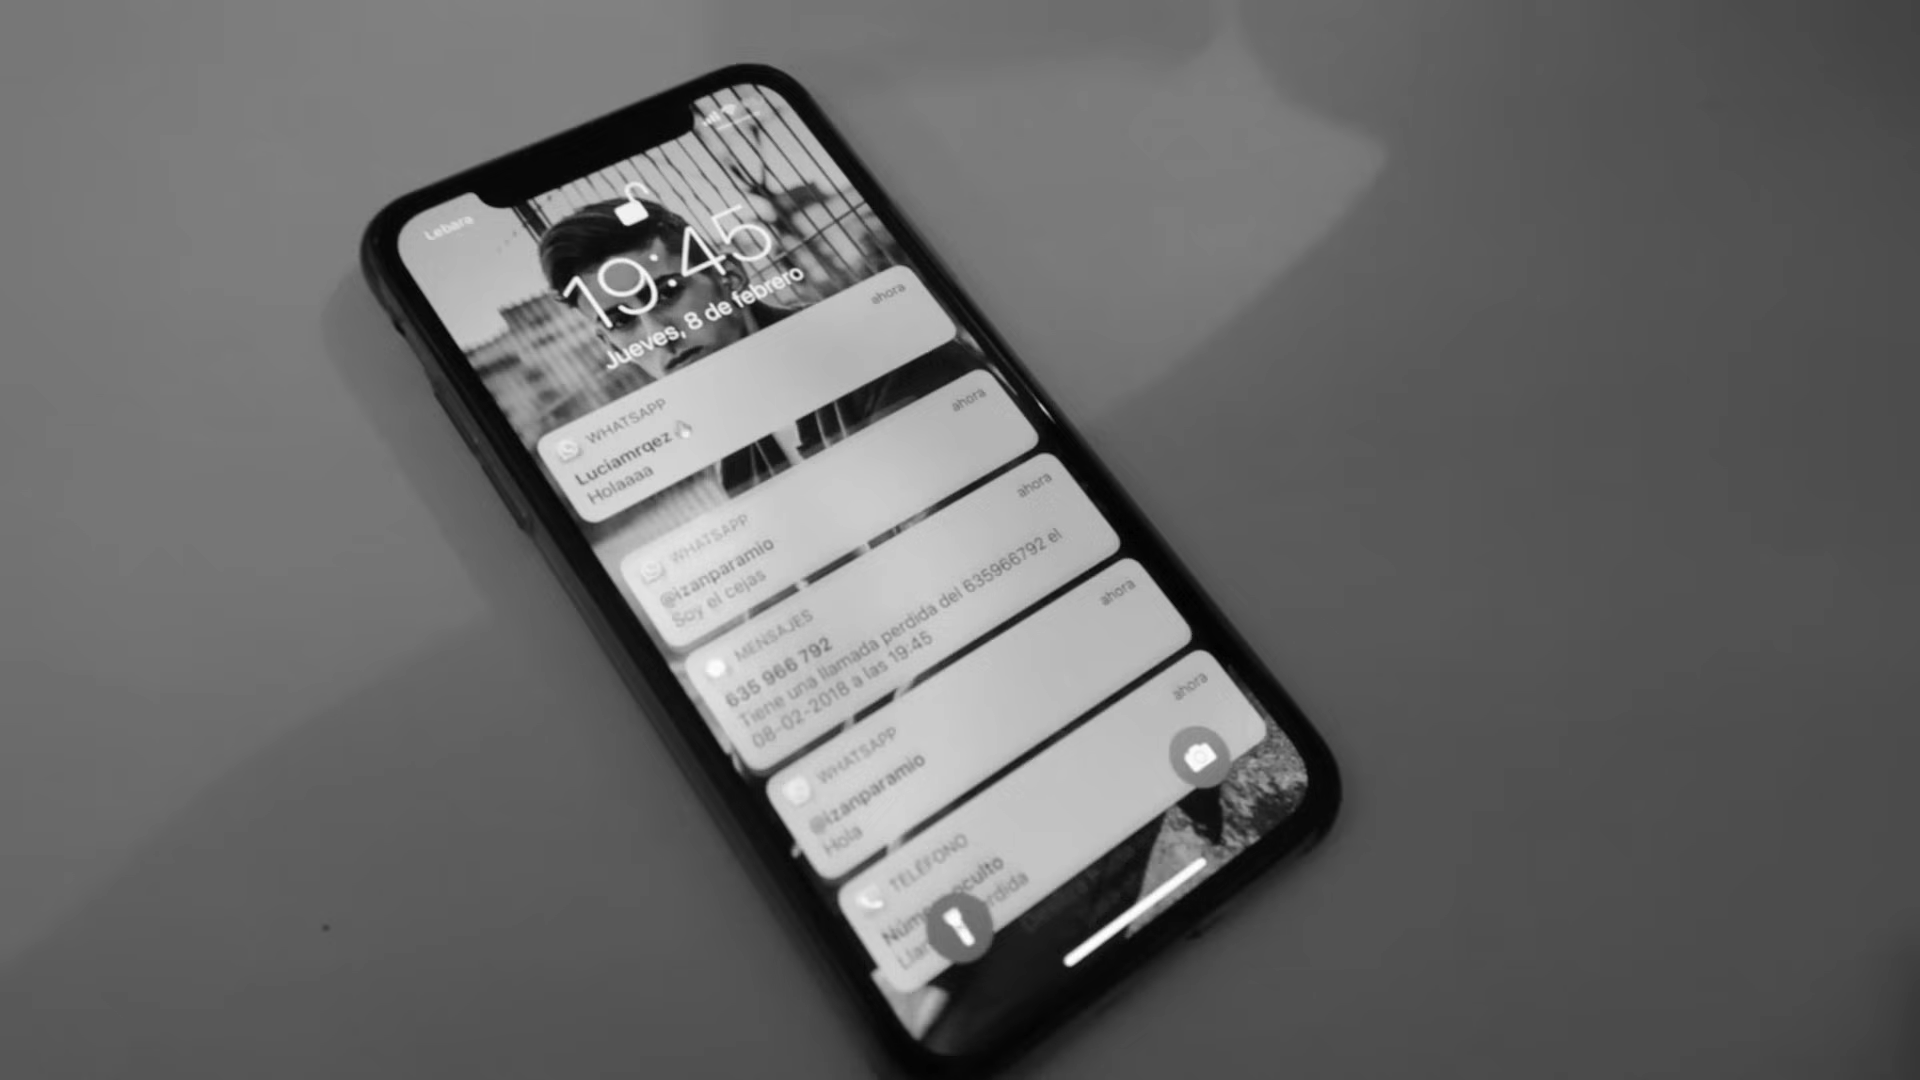 Lebara
19:45
Jueves, 8 de febrero
WHATSAPP
ahora
Luciamrqez🔥
Holaaaa
WHATSAPP
ahora
@izanparamio
Soy el cejas
MENSAJES
ahora
635 966 792
Tiene una llamada perdida del 635966792 el
08-02-2018 a las 19:45
WHATSAPP
ahora
@izanparamio
Hola
TELÉFONO
ahora
oculto